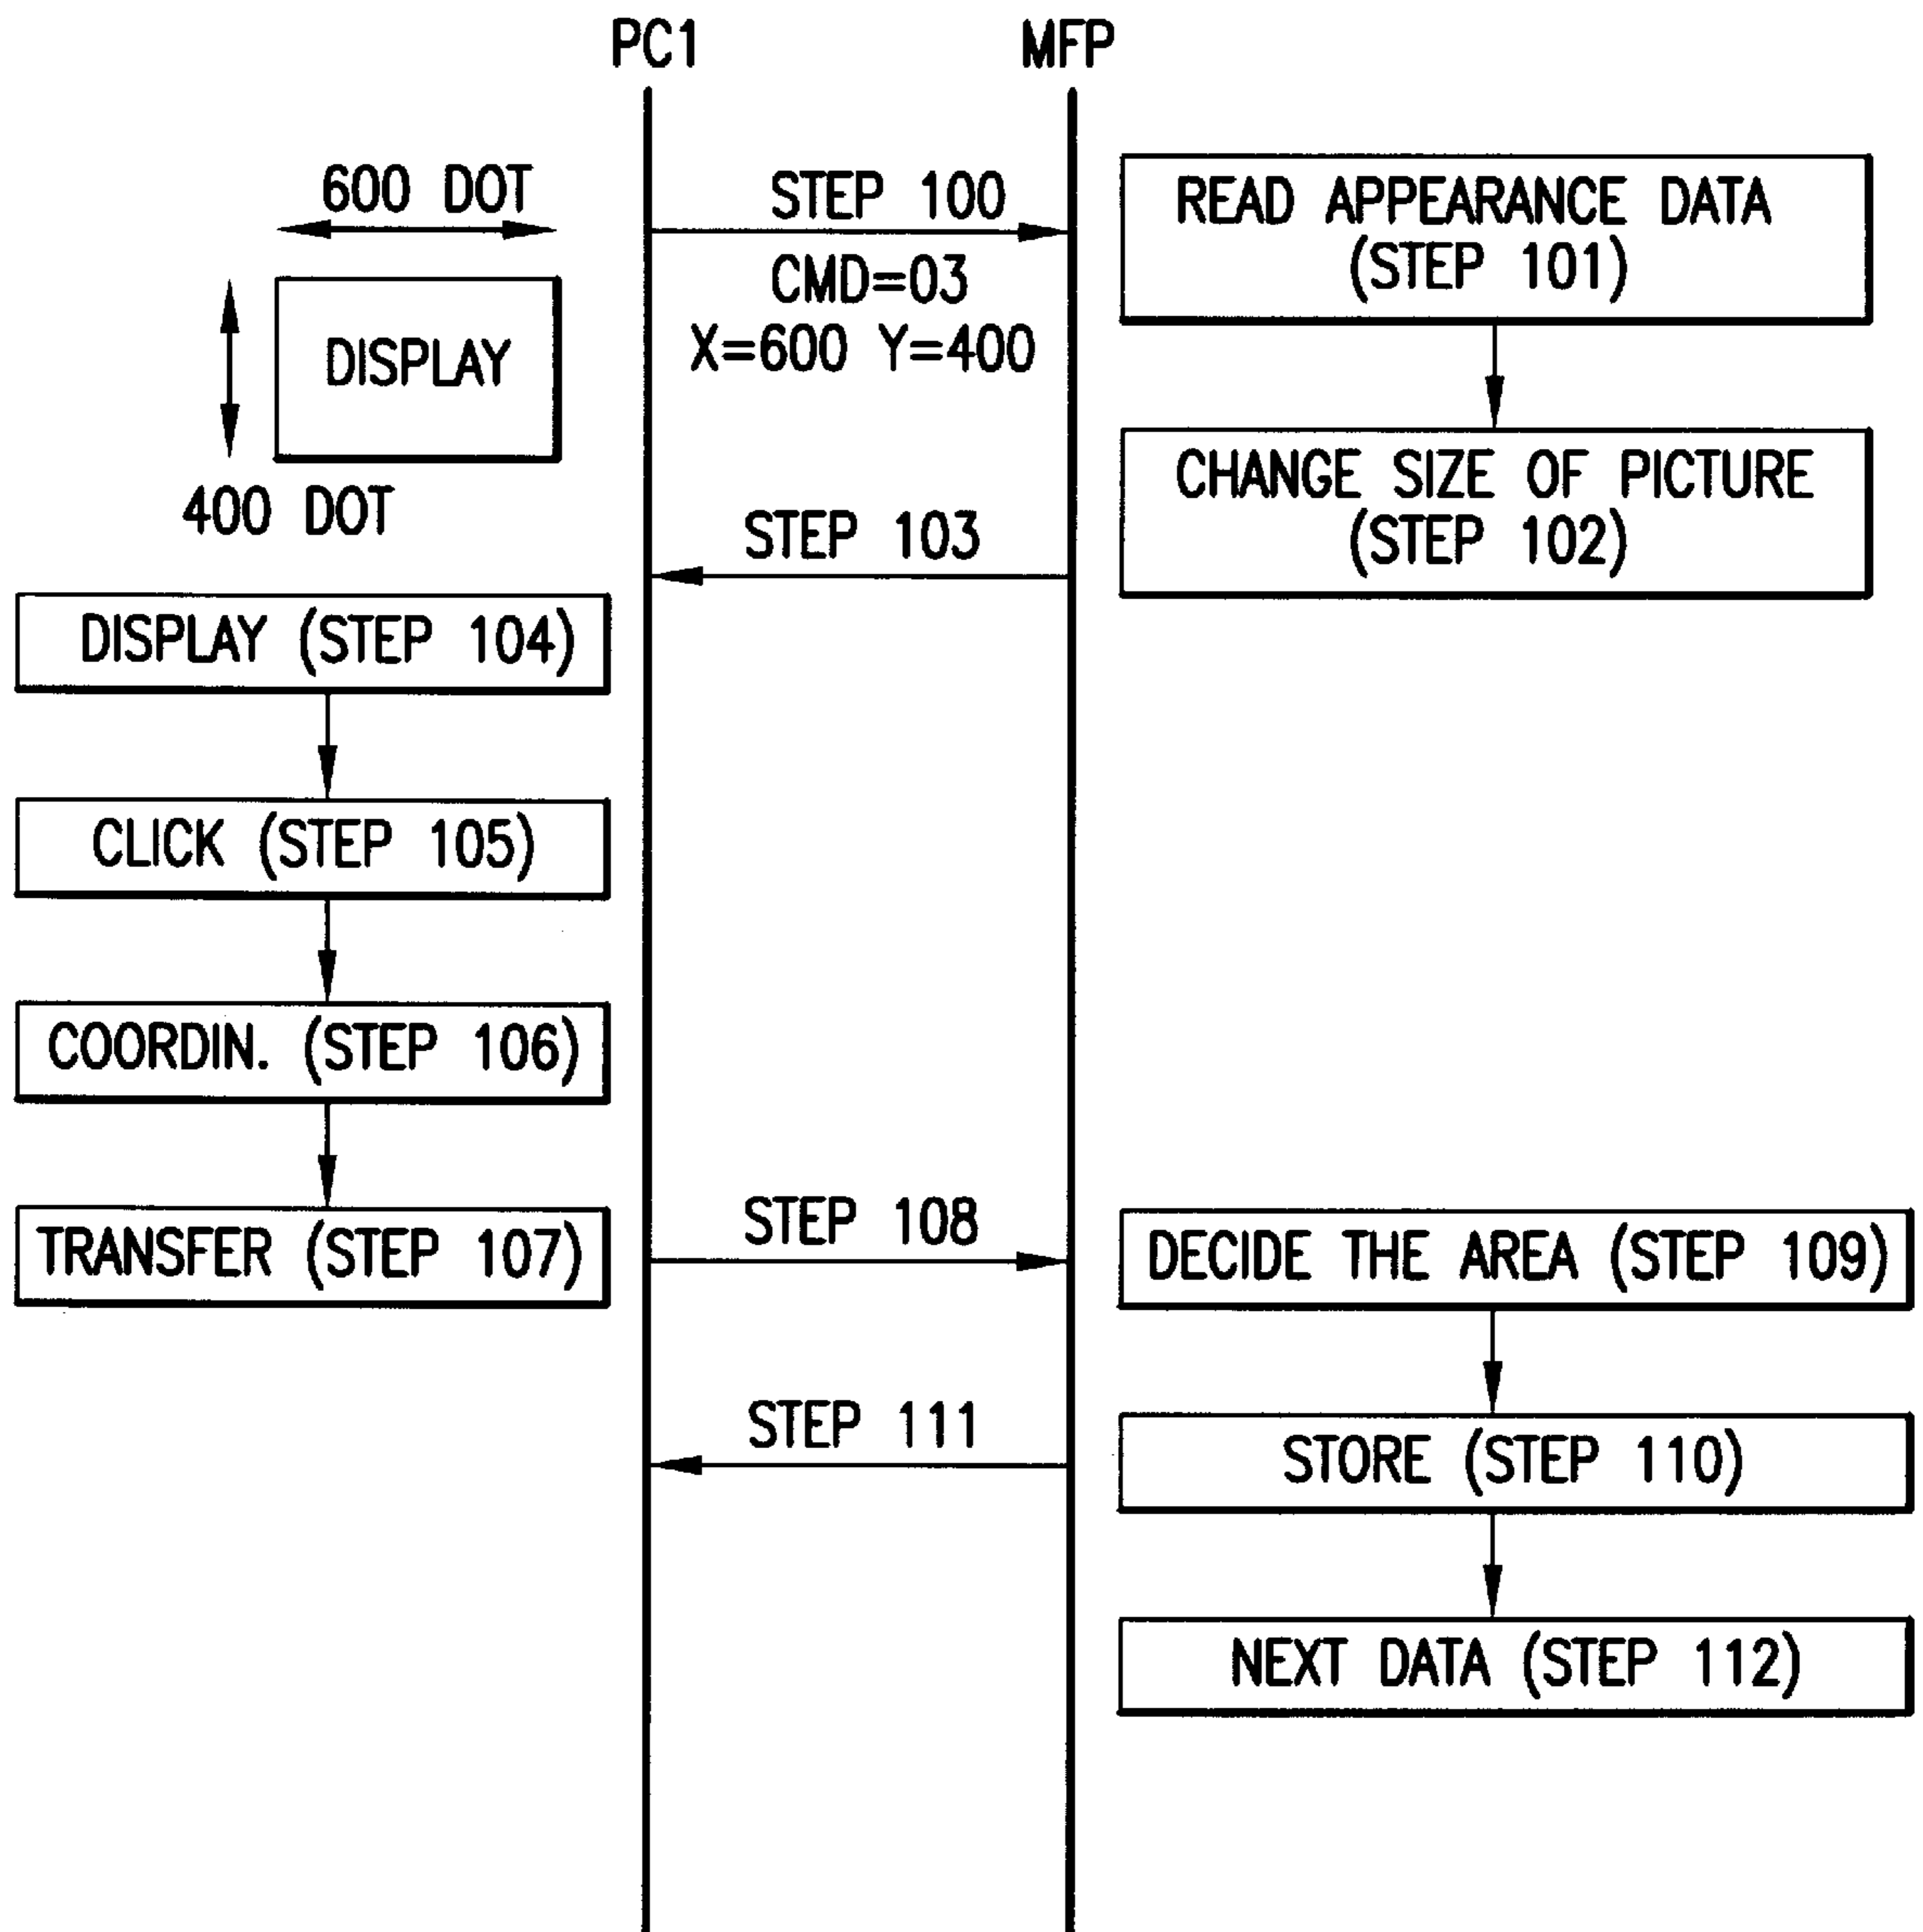 PC1 MFP
600 DOT
DISPLAY
400 DOT
STEP 100
CMD=03
X=600 Y=400
READ APPEARANCE DATA
(STEP 101)
CHANGE SIZE OF PICTURE
(STEP 102)
STEP 103
DISPLAY (STEP 104)
CLICK (STEP 105)
COORDIN. (STEP 106)
TRANSFER (STEP 107)
STEP 108
DECIDE THE AREA (STEP 109)
STORE (STEP 110)
STEP 111
NEXT DATA (STEP 112)